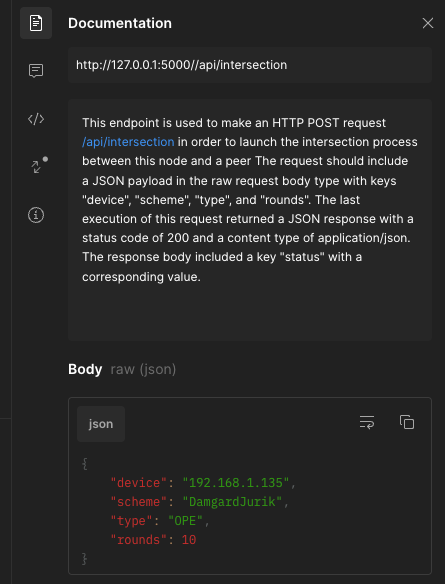 Documentation
http://127.0.0.1:5000//api/intersection
This endpoint is used to make an HTTP POST request
/api/intersection in order to launch the intersection process
between this node and a peer The request should include
a JSON payload in the raw request body type with keys
"device", "scheme", "type", and "rounds". The last
execution of this request returned a JSON response with a
status code of 200 and a content type of application/json.
The response body included a key "status" with a
corresponding value.
Body raw (json)
json
{
"device": "192.168.1.135",
"scheme": "DamgardJurik",
"type": "OPE",
"rounds": 10
}